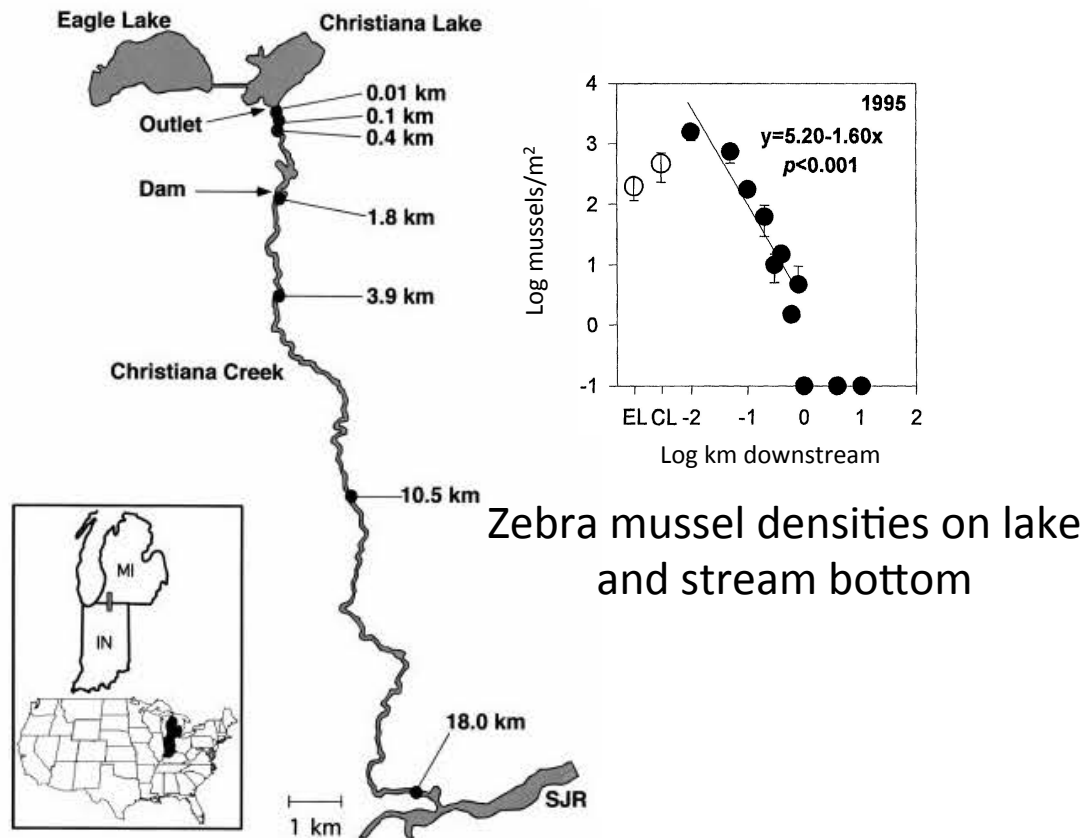 Eagle Lake
Christiana Lake
0.01 km
0.1 km
0.4 km
Outlet
Dam
1.8 km
3.9 km
Christiana Creek
10.5 km
18.0 km
SJR
1 km
MI
IN
4
3
2
1
0
-1
Log mussels/m²
1995
y=5.20-1.60x
p<0.001
EL CL -2 -1 0 1 2
Log km downstream
Zebra mussel densities on lake
and stream bottom